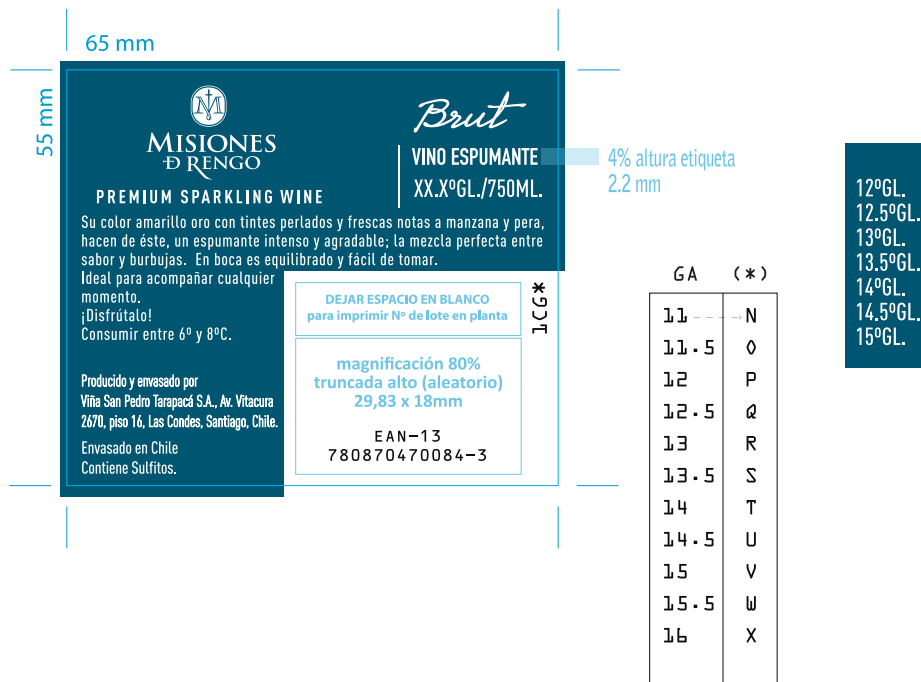 65 mm
55 mm
M
MISIONES
D RENGO
PREMIUM SPARKLING WINE
Brut
VINO ESPUMANTE
XX.XºGL./750ML.
4% altura etiqueta
2.2 mm
Su color amarillo oro con tintes perlados y frescas notas a manzana y pera,
hacen de éste, un espumante intenso y agradable; la mezcla perfecta entre
sabor y burbujas. En boca es equilibrado y fácil de tomar.
Ideal para acompañar cualquier
momento.
¡Disfrútalo!
Consumir entre 6º y 8ºC.
Producido y envasado por
Viña San Pedro Tarapacá S.A., Av. Vitacura
2670, piso 16, Las Condes, Santiago, Chile.
Envasado en Chile
Contiene Sulfitos.
DEJAR ESPACIO EN BLANCO
para imprimir Nº de lote en planta
1CG*
magnificación 80%
truncada alto (aleatorio)
29,83 x 18mm
EAN-13
780870470084-3
GA (*)
11 N
11.5 O
12 P
12.5 Q
13 R
13.5 S
14 T
14.5 U
15 V
15.5 W
16 X
12ºGL.
12.5ºGL.
13ºGL.
13.5ºGL.
14ºGL.
14.5ºGL.
15ºGL.